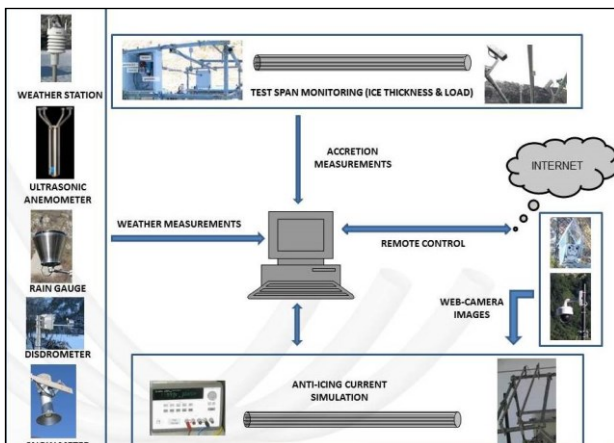 WEATHER STATION
ULTRASONIC
ANEMOMETER
RAIN GAUGE
DISDROMETER
TEST SPAN MONITORING (ICE THICKNESS & LOAD)
ACCRETION
MEASUREMENTS
WEATHER MEASUREMENTS
INTERNET
REMOTE CONTROL
WEB-CAMERA
IMAGES
ANTI-ICING CURRENT
SIMULATION